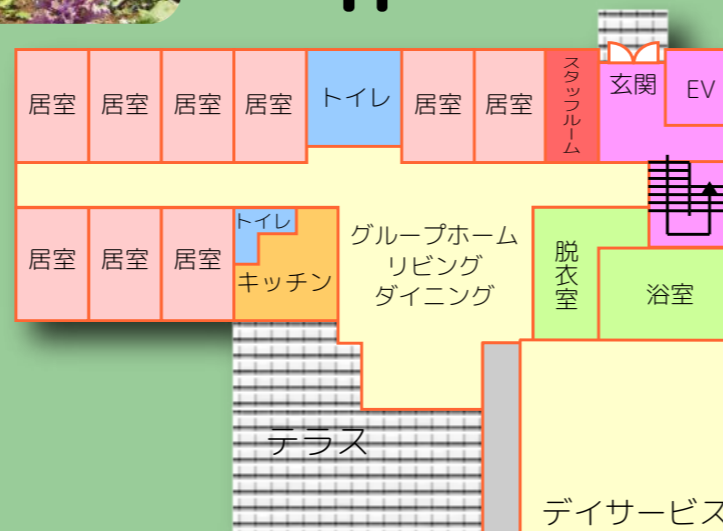 居室
居室
居室
居室
トイレ
居室
居室
スタッフルーム
玄関
EV
居室
居室
居室
トイレ
キッチン
グループホーム
リビング
ダイニング
脱衣室
浴室
テラス
デイサービス